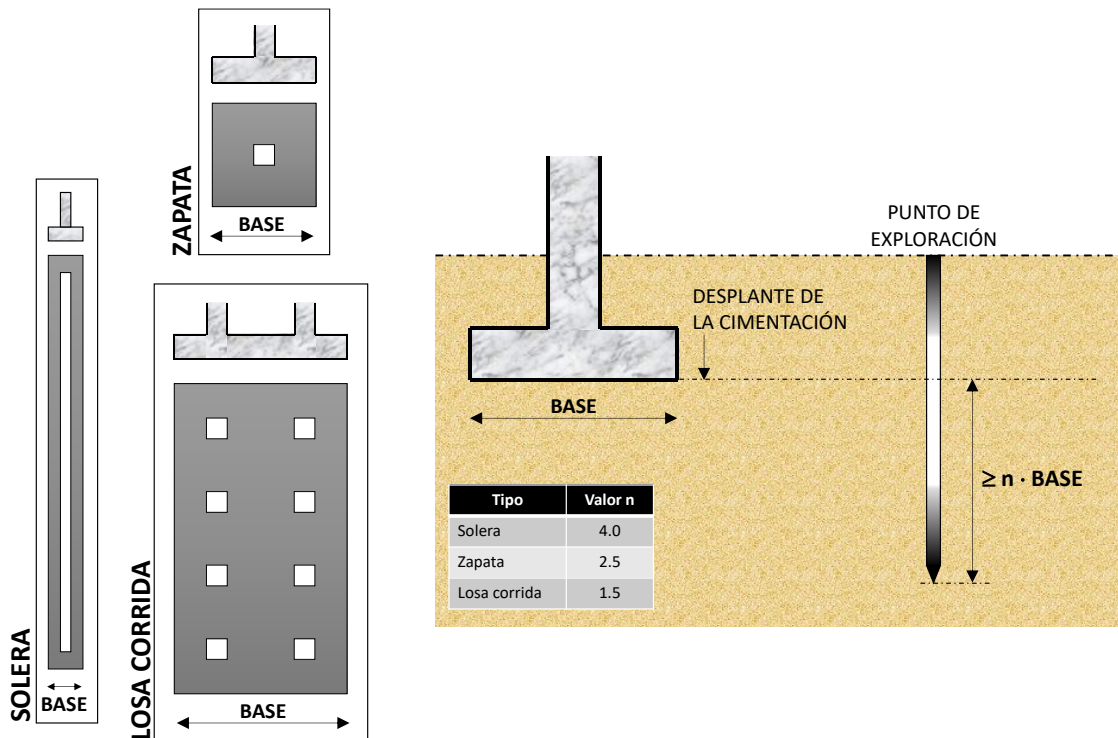 ZAPATA
BASE
SOLERA
BASE
LOSA CORRIDA
BASE
PUNTO DE
EXPLORACIÓN
DESPLANTE DE
LA CIMENTACIÓN
BASE
≥ n · BASE
Tipo Valor n
Solera 4.0
Zapata 2.5
Losa corrida 1.5